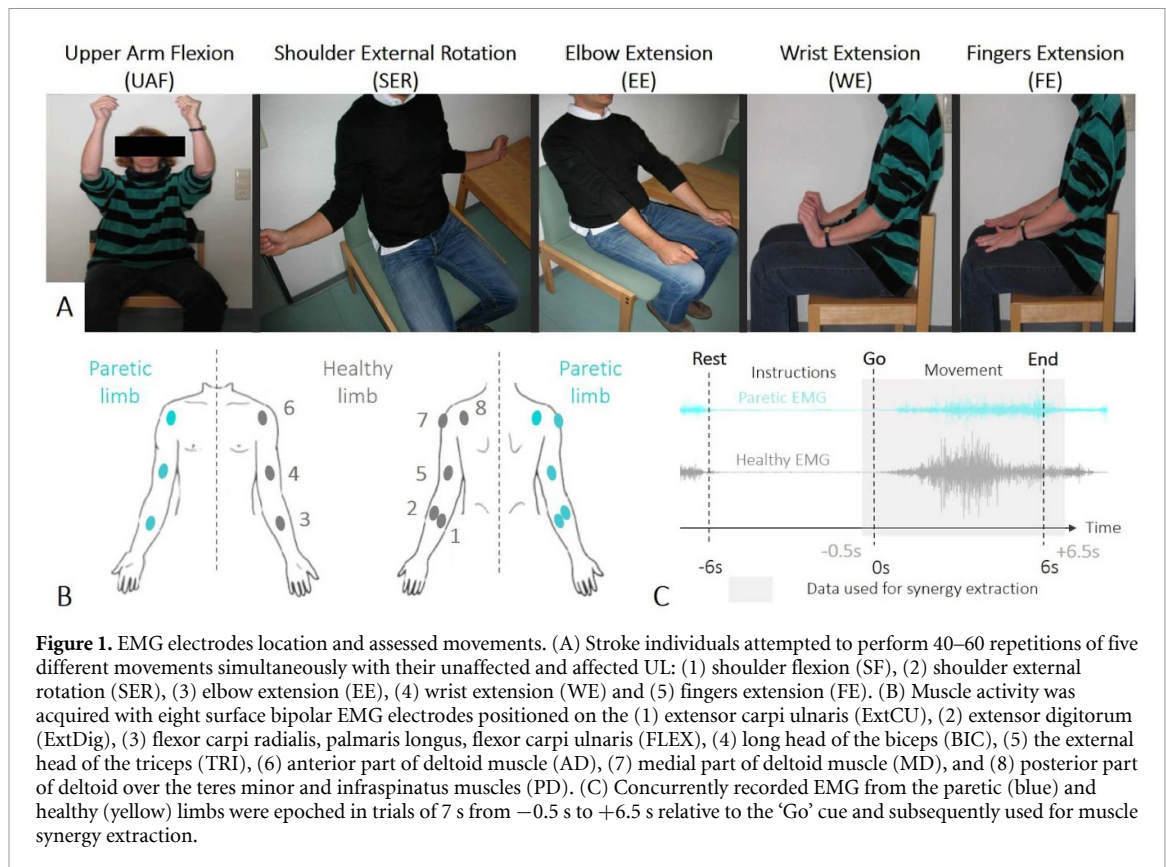 Upper Arm Flexion
(UAF)
Shoulder External Rotation
(SER)
Elbow Extension
(EE)
Wrist Extension
(WE)
Fingers Extension
(FE)
A
Paretic
limb
Healthy
limb
Paretic
limb
6
4
3
7
8
5
2
1
B
Rest
Instructions
Go
Movement
End
Paretic EMG
Healthy EMG
Time
-0.5s
+6.5s
-6s
0s
6s
C
Data used for synergy extraction
Figure 1. EMG electrodes location and assessed movements. (A) Stroke individuals attempted to perform 40–60 repetitions of five
different movements simultaneously with their unaffected and affected UL: (1) shoulder flexion (SF), (2) shoulder external
rotation (SER), (3) elbow extension (EE), (4) wrist extension (WE) and (5) fingers extension (FE). (B) Muscle activity was
acquired with eight surface bipolar EMG electrodes positioned on the (1) extensor carpi ulnaris (ExtCU), (2) extensor digitorum
(ExtDig), (3) flexor carpi radialis, palmaris longus, flexor carpi ulnaris (FLEX), (4) long head of the biceps (BIC), (5) the external
head of the triceps (TRI), (6) anterior part of deltoid muscle (AD), (7) medial part of deltoid muscle (MD), and (8) posterior part
of deltoid over the teres minor and infraspinatus muscles (PD). (C) Concurrently recorded EMG from the paretic (blue) and
healthy (yellow) limbs were epoched in trials of 7 s from −0.5 s to +6.5 s relative to the ‘Go’ cue and subsequently used for muscle
synergy extraction.